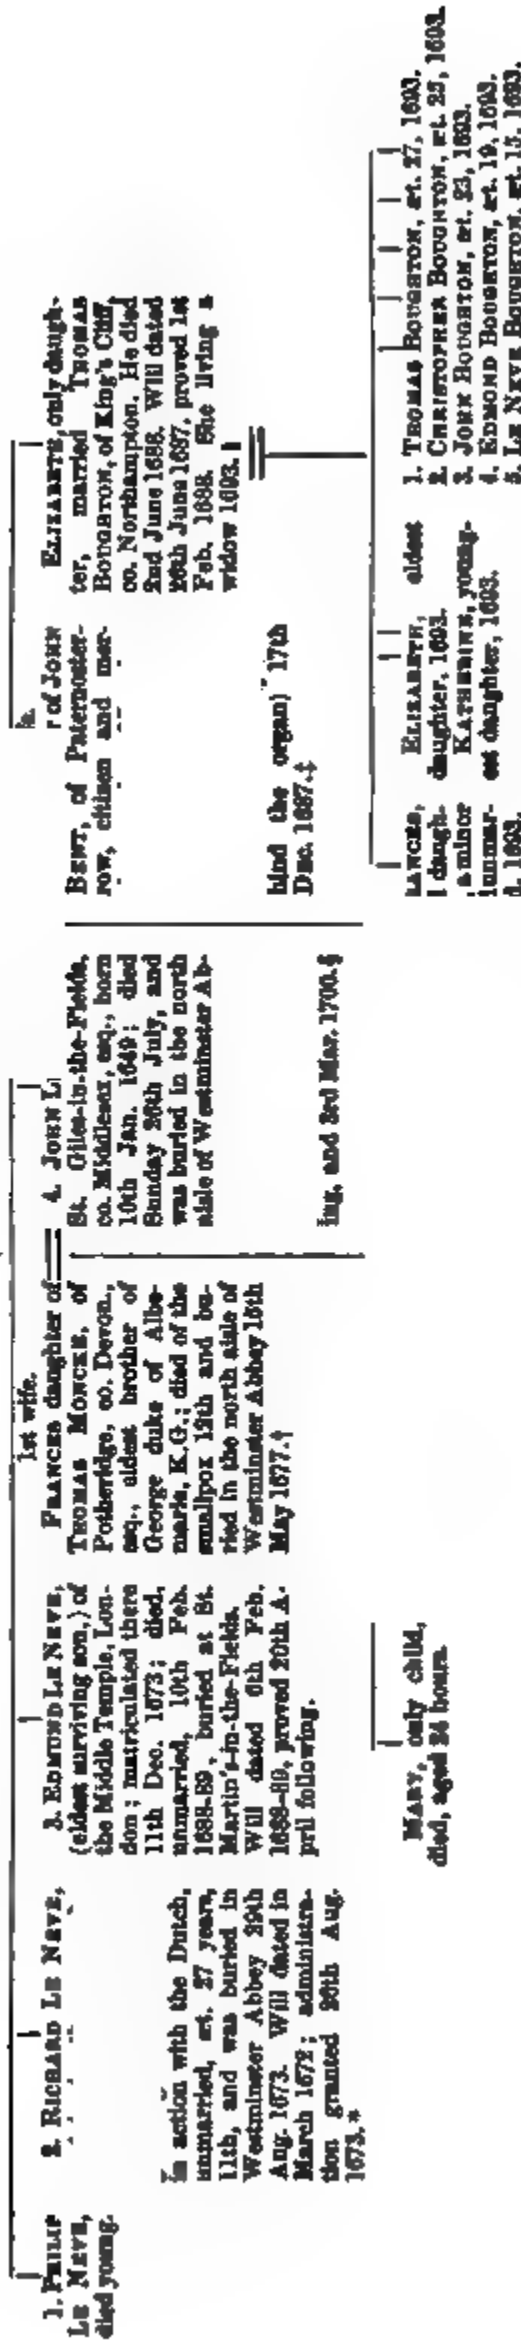 1. PHILIP
LE NEVE,
died young.
2. RICHARD LE NEVE,
in action with the Dutch,
unmarried, æt. 27 years,
11th, and was buried in
Westminster Abbey 29th
Aug. 1673. Will dated in
March 1672; administra-
tion granted 26th Aug.
1673.*
3. EDMUND LE NEVE,
(eldest surviving son,) of
the Middle Temple, Lon-
don; matriculated there
11th Dec. 1673; died,
unmarried, 10th Feb.
1688-89, buried at St.
Martin's-in-the-Fields.
Will dated 6th Feb.
1688-89, proved 20th A-
pril following.
1st wife.
FRANCES daughter of
THOMAS MONCKE, of
Potheridge, co. Devon.,
esq., eldest brother of
George duke of Albe-
marle, K.G.; died of the
smallpox 12th and bu-
ried in the north aisle of
Westminster Abbey 15th
May 1677.†
4. JOHN L
St. Giles-in-the-Fields,
co. Middlesex, esq., born
10th Jan. 1649; died
Sunday 26th July, and
was buried in the north
aisle of Westminster Ab-
ing, and 3rd Mar. 1700.§
r of JOHN
BENT, of Paternoster-
row, citizen and mer-
hind the organ) 17th
Dec. 1687.‡
ELIZABETH, only daugh-
ter, married THOMAS
BOUGHTON, of King's Cliff,
co. Northampton. He died
2nd June 1688. Will dated
26th June 1687, proved 1st
Feb. 1688. She living a
widow 1693.
MARY, only child,
died, aged 24 hours.
ANCES,
daugh-
a minor
unmar-
1693.
ELIZABETH, eldest
daughter, 1693.
KATHERINE, young-
est daughter, 1693.
1. THOMAS BOUGHTON, æt. 27, 1693.
2. CHRISTOPHER BOUGHTON, æt. 25, 1693.
3. JOHN BOUGHTON, æt. 23, 1693.
4. EDMOND BOUGHTON, æt. 19, 1693.
5. LE NEVE BOUGHTON, æt. 15, 1693.